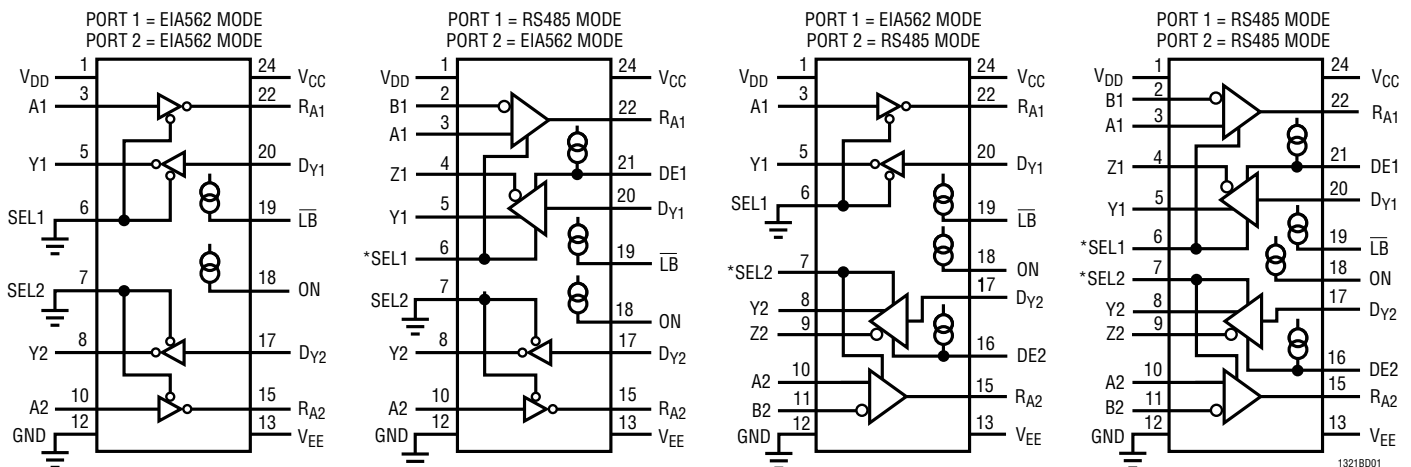 PORT 1 = EIA562 MODE
PORT 2 = EIA562 MODE
1
VDD
24
VCC
3
A1
22
RA1
5
Y1
20
DY1
6
SEL1
19
LB
7
SEL2
18
ON
8
Y2
17
DY2
10
A2
15
RA2
12
GND
13
VEE
PORT 1 = RS485 MODE
PORT 2 = EIA562 MODE
1
VDD
24
VCC
2
B1
22
RA1
3
A1
4
Z1
21
DE1
5
Y1
20
DY1
6
*SEL1
19
LB
7
SEL2
18
ON
8
Y2
17
DY2
10
A2
15
RA2
12
GND
13
VEE
PORT 1 = EIA562 MODE
PORT 2 = RS485 MODE
1
VDD
24
VCC
3
A1
22
RA1
5
Y1
20
DY1
6
SEL1
19
LB
18
ON
7
*SEL2
17
DY2
8
Y2
9
Z2
16
DE2
10
A2
15
RA2
11
B2
12
GND
13
VEE
PORT 1 = RS485 MODE
PORT 2 = RS485 MODE
1
VDD
24
VCC
2
B1
22
RA1
3
A1
4
Z1
21
DE1
5
Y1
20
DY1
6
*SEL1
19
LB
7
*SEL2
18
ON
8
Y2
17
DY2
9
Z2
16
DE2
10
A2
15
RA2
11
B2
12
GND
13
VEE
1321BD01